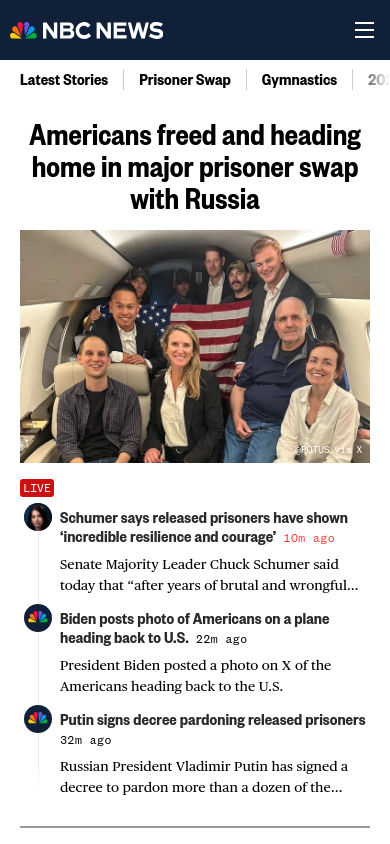 NBC NEWS
Latest Stories
Prisoner Swap
Gymnastics
Americans freed and heading
home in major prisoner swap
with Russia
@POTUS via X
LIVE
Schumer says released prisoners have shown
‘incredible resilience and courage’ 10m ago
Senate Majority Leader Chuck Schumer said
today that “after years of brutal and wrongful...
Biden posts photo of Americans on a plane
heading back to U.S. 22m ago
President Biden posted a photo on X of the
Americans heading back to the U.S.
Putin signs decree pardoning released prisoners
32m ago
Russian President Vladimir Putin has signed a
decree to pardon more than a dozen of the...